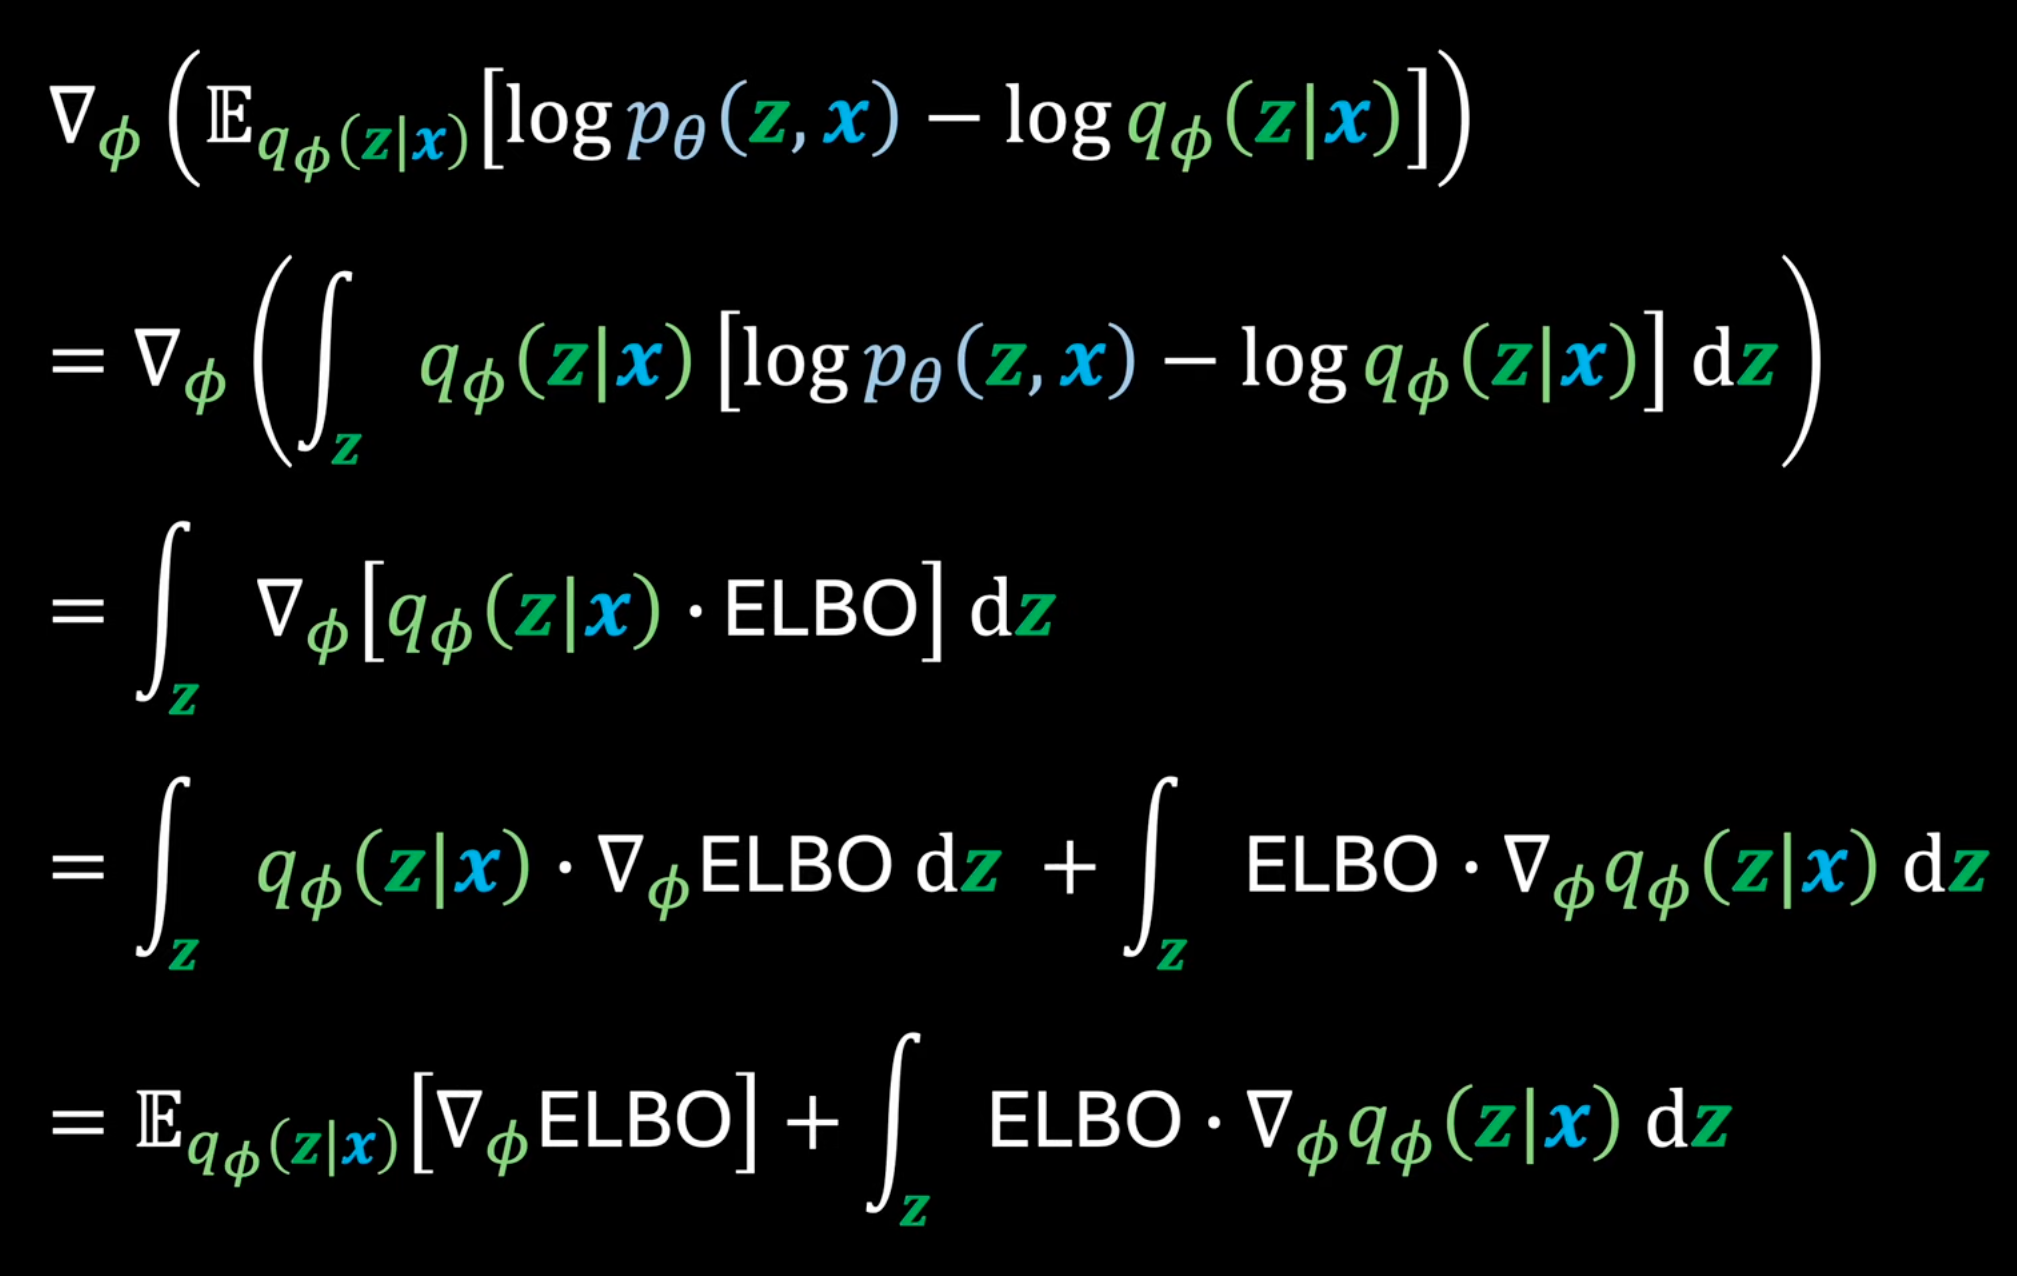 ∇_ϕ (𝔼_{q_ϕ(z|x)}[log p_θ(z, x) − log q_ϕ(z|x)])
= ∇_ϕ (∫_z q_ϕ(z|x) [log p_θ(z, x) − log q_ϕ(z|x)] dz)
= ∫_z ∇_ϕ[q_ϕ(z|x) · ELBO] dz
= ∫_z q_ϕ(z|x) · ∇_ϕELBO dz + ∫_z ELBO · ∇_ϕq_ϕ(z|x) dz
= 𝔼_{q_ϕ(z|x)}[∇_ϕELBO] + ∫_z ELBO · ∇_ϕq_ϕ(z|x) dz